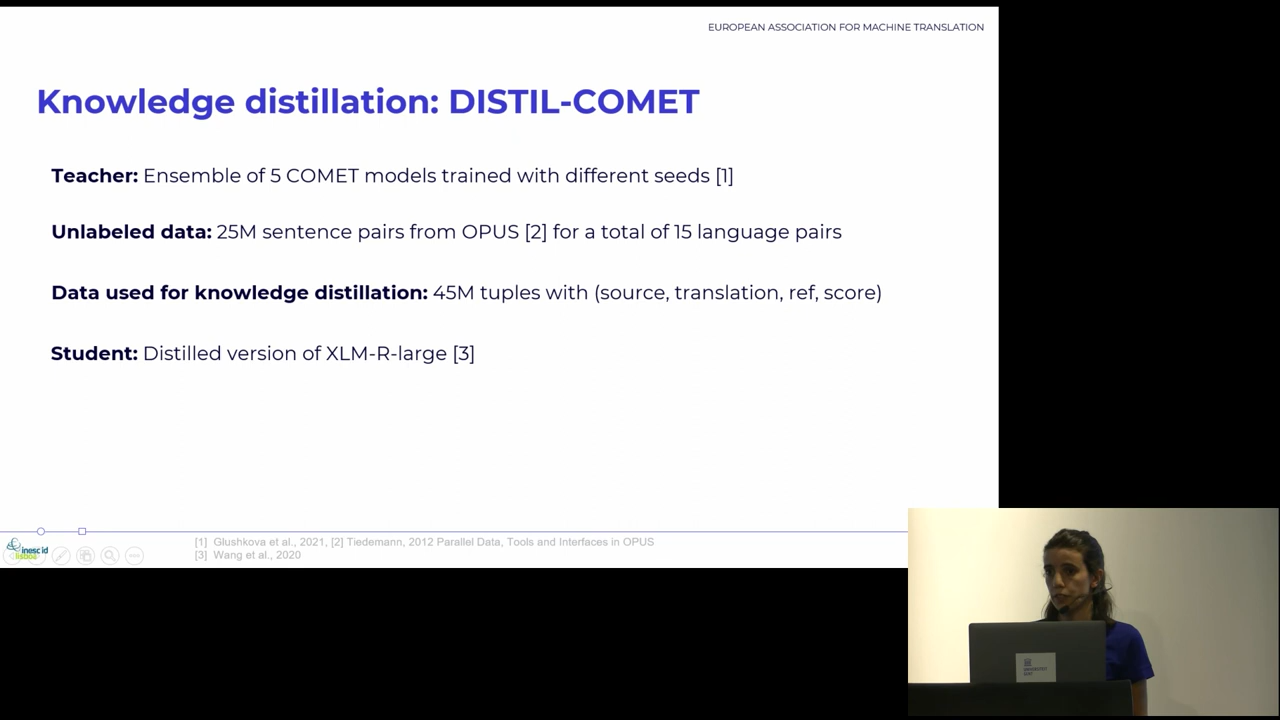 EUROPEAN ASSOCIATION FOR MACHINE TRANSLATION
Knowledge distillation: DISTIL-COMET
Teacher: Ensemble of 5 COMET models trained with different seeds [1]
Unlabeled data: 25M sentence pairs from OPUS [2] for a total of 15 language pairs
Data used for knowledge distillation: 45M tuples with (source, translation, ref, score)
Student: Distilled version of XLM-R-large [3]
[1] Glushkova et al., 2021, [2] Tiedemann, 2012 Parallel Data, Tools and Interfaces in OPUS
[3] Wang et al., 2020
inesc id
lisboa